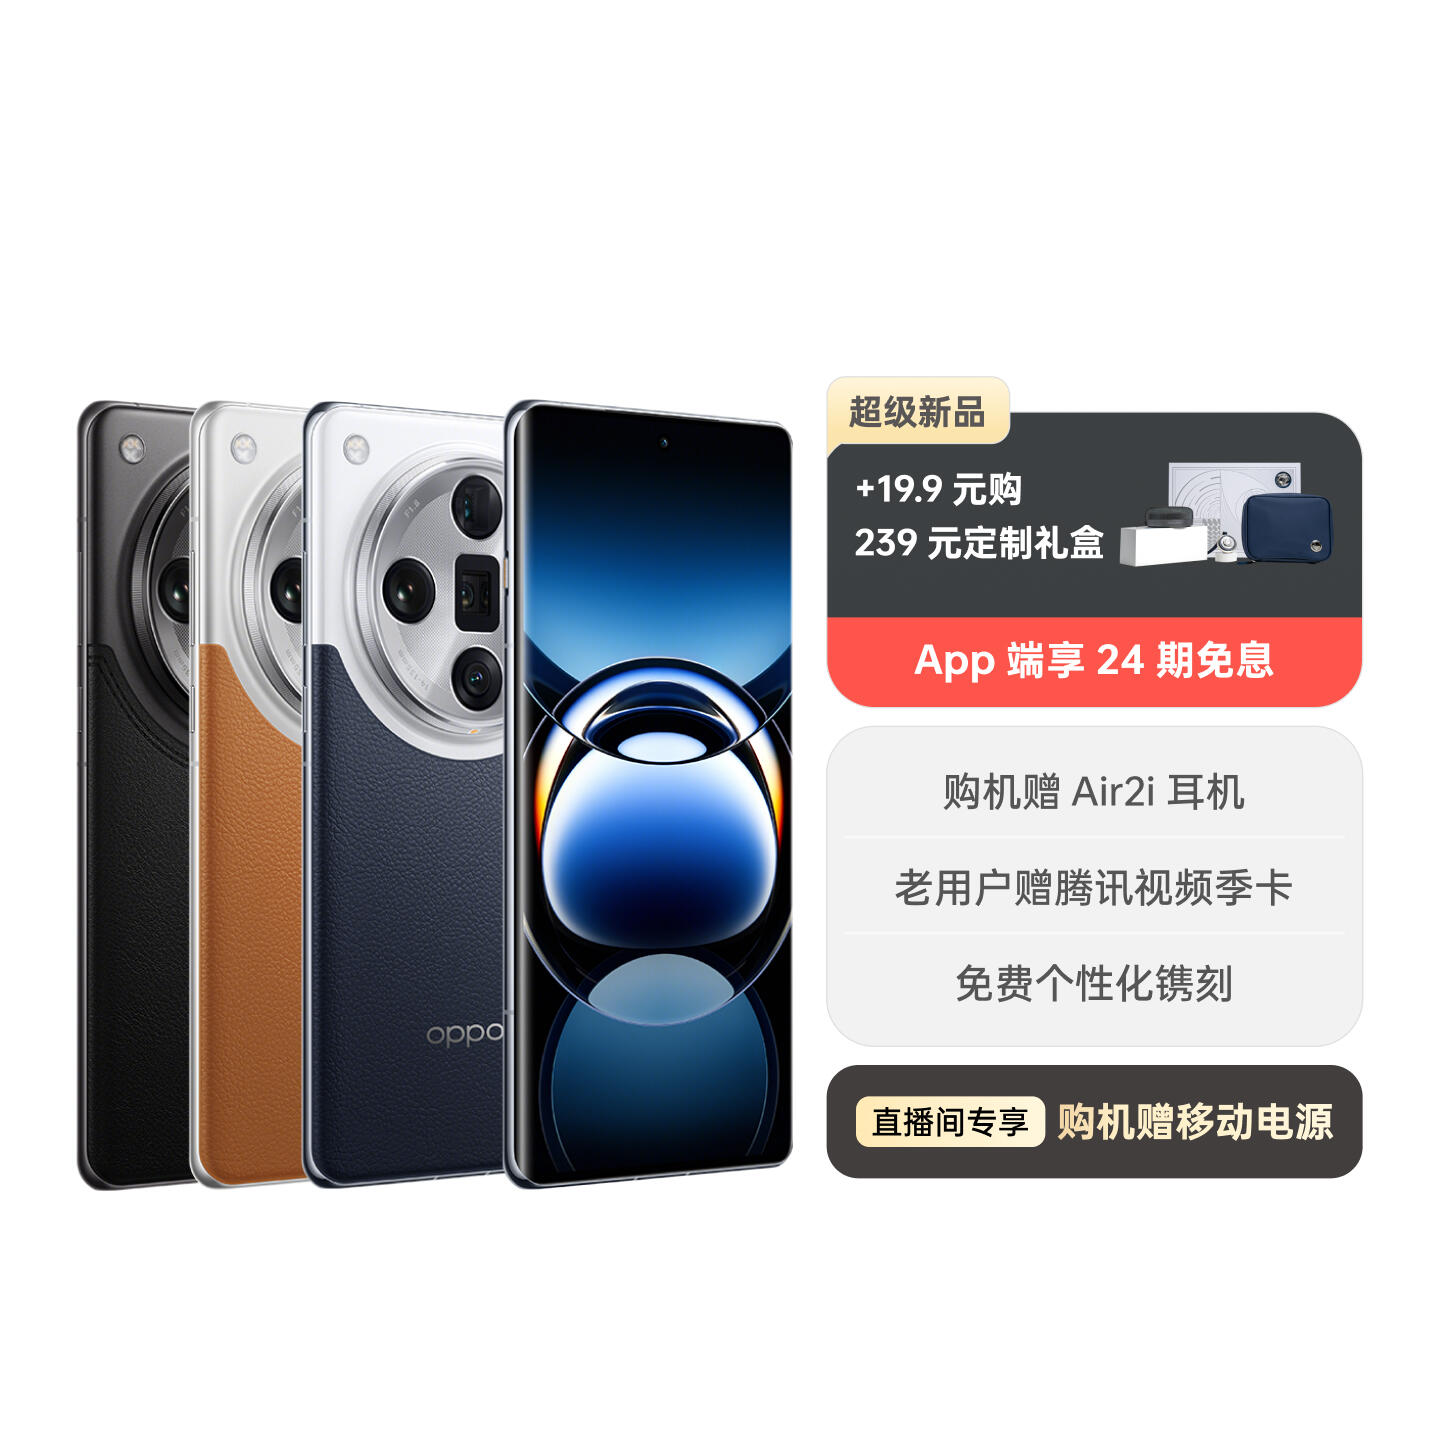 超级新品
+19.9 元购
239 元定制礼盒
App 端享 24 期免息
购机赠 Air2i 耳机
老用户赠腾讯视频季卡
免费个性化镌刻
直播间专享 购机赠移动电源
F1.8
oppo